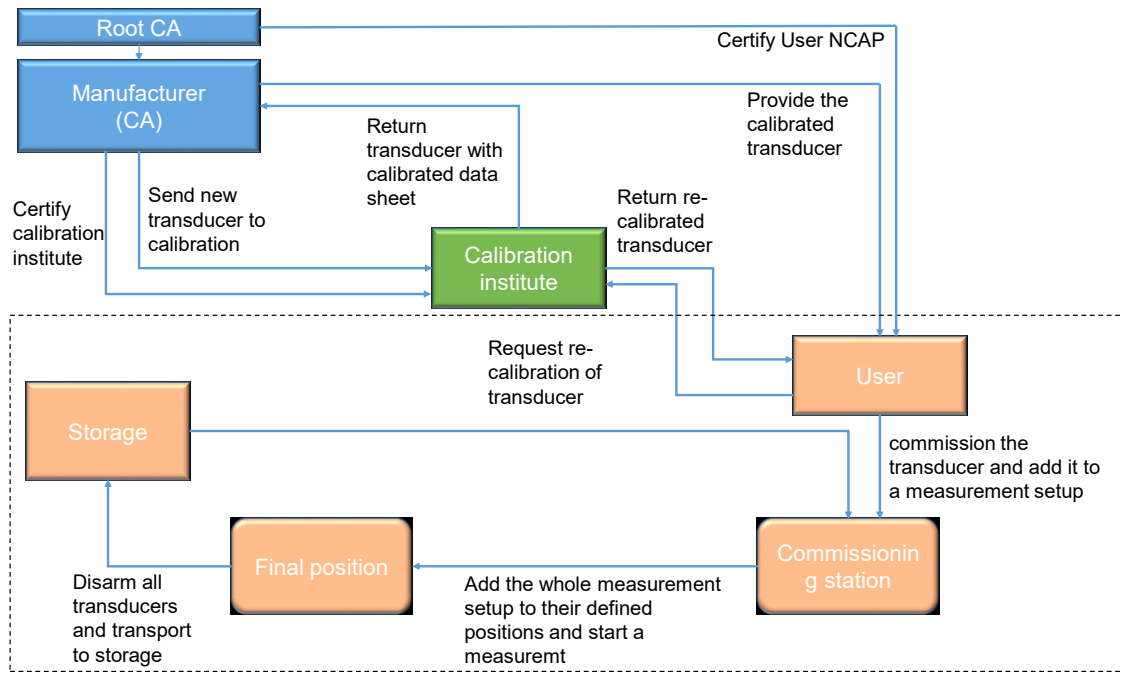 Root CA
Certify User NCAP
Manufacturer
(CA)
Provide the
calibrated
transducer
Return
transducer with
calibrated data
sheet
Send new
transducer to
calibration
Certify
calibration
institute
Return re-
calibrated
transducer
Calibration
institute
Request re-
calibration of
transducer
User
Storage
commission the
transducer and add it to
a measurement setup
Commissionin
g station
Final position
Add the whole measurement
setup to their defined
positions and start a
measuremt
Disarm all
transducers
and transport
to storage